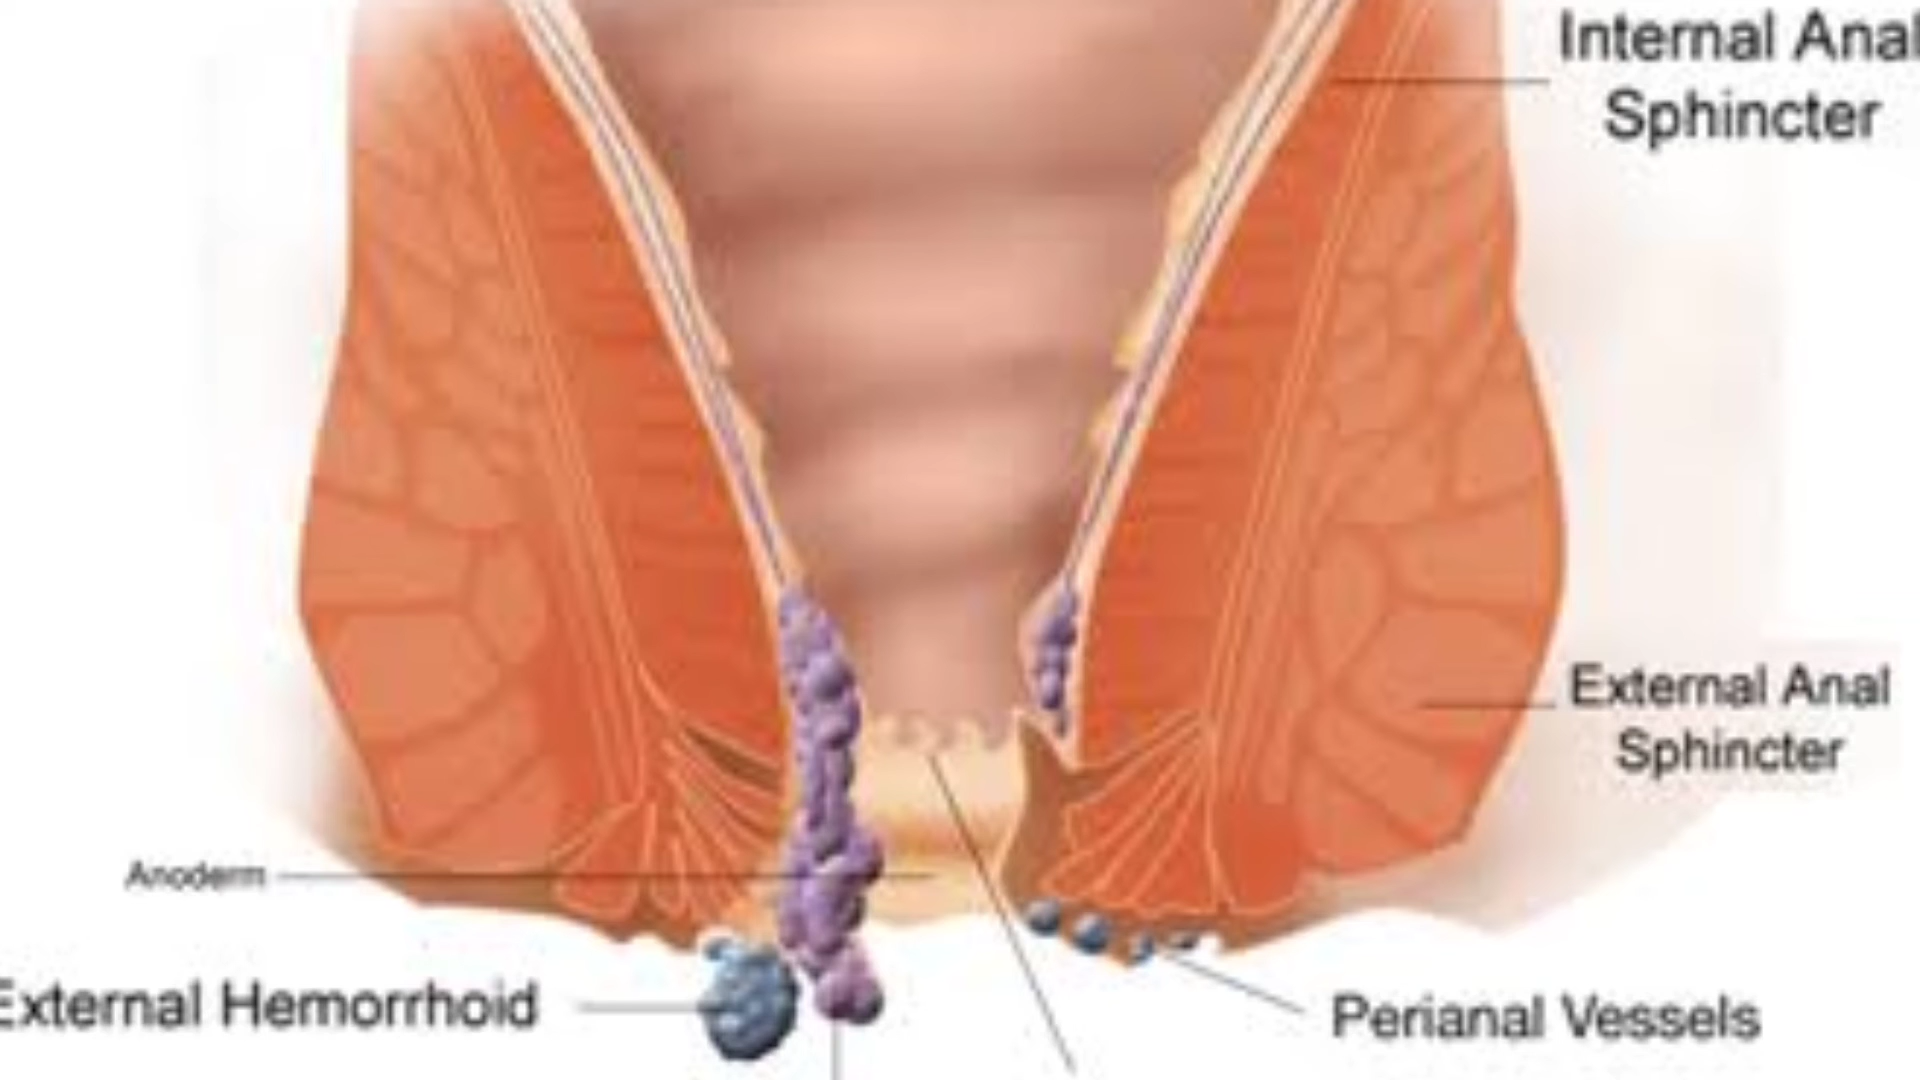 Internal Anal
Sphincter
External Anal
Sphincter
Anoderm
External Hemorrhoid
Perianal Vessels